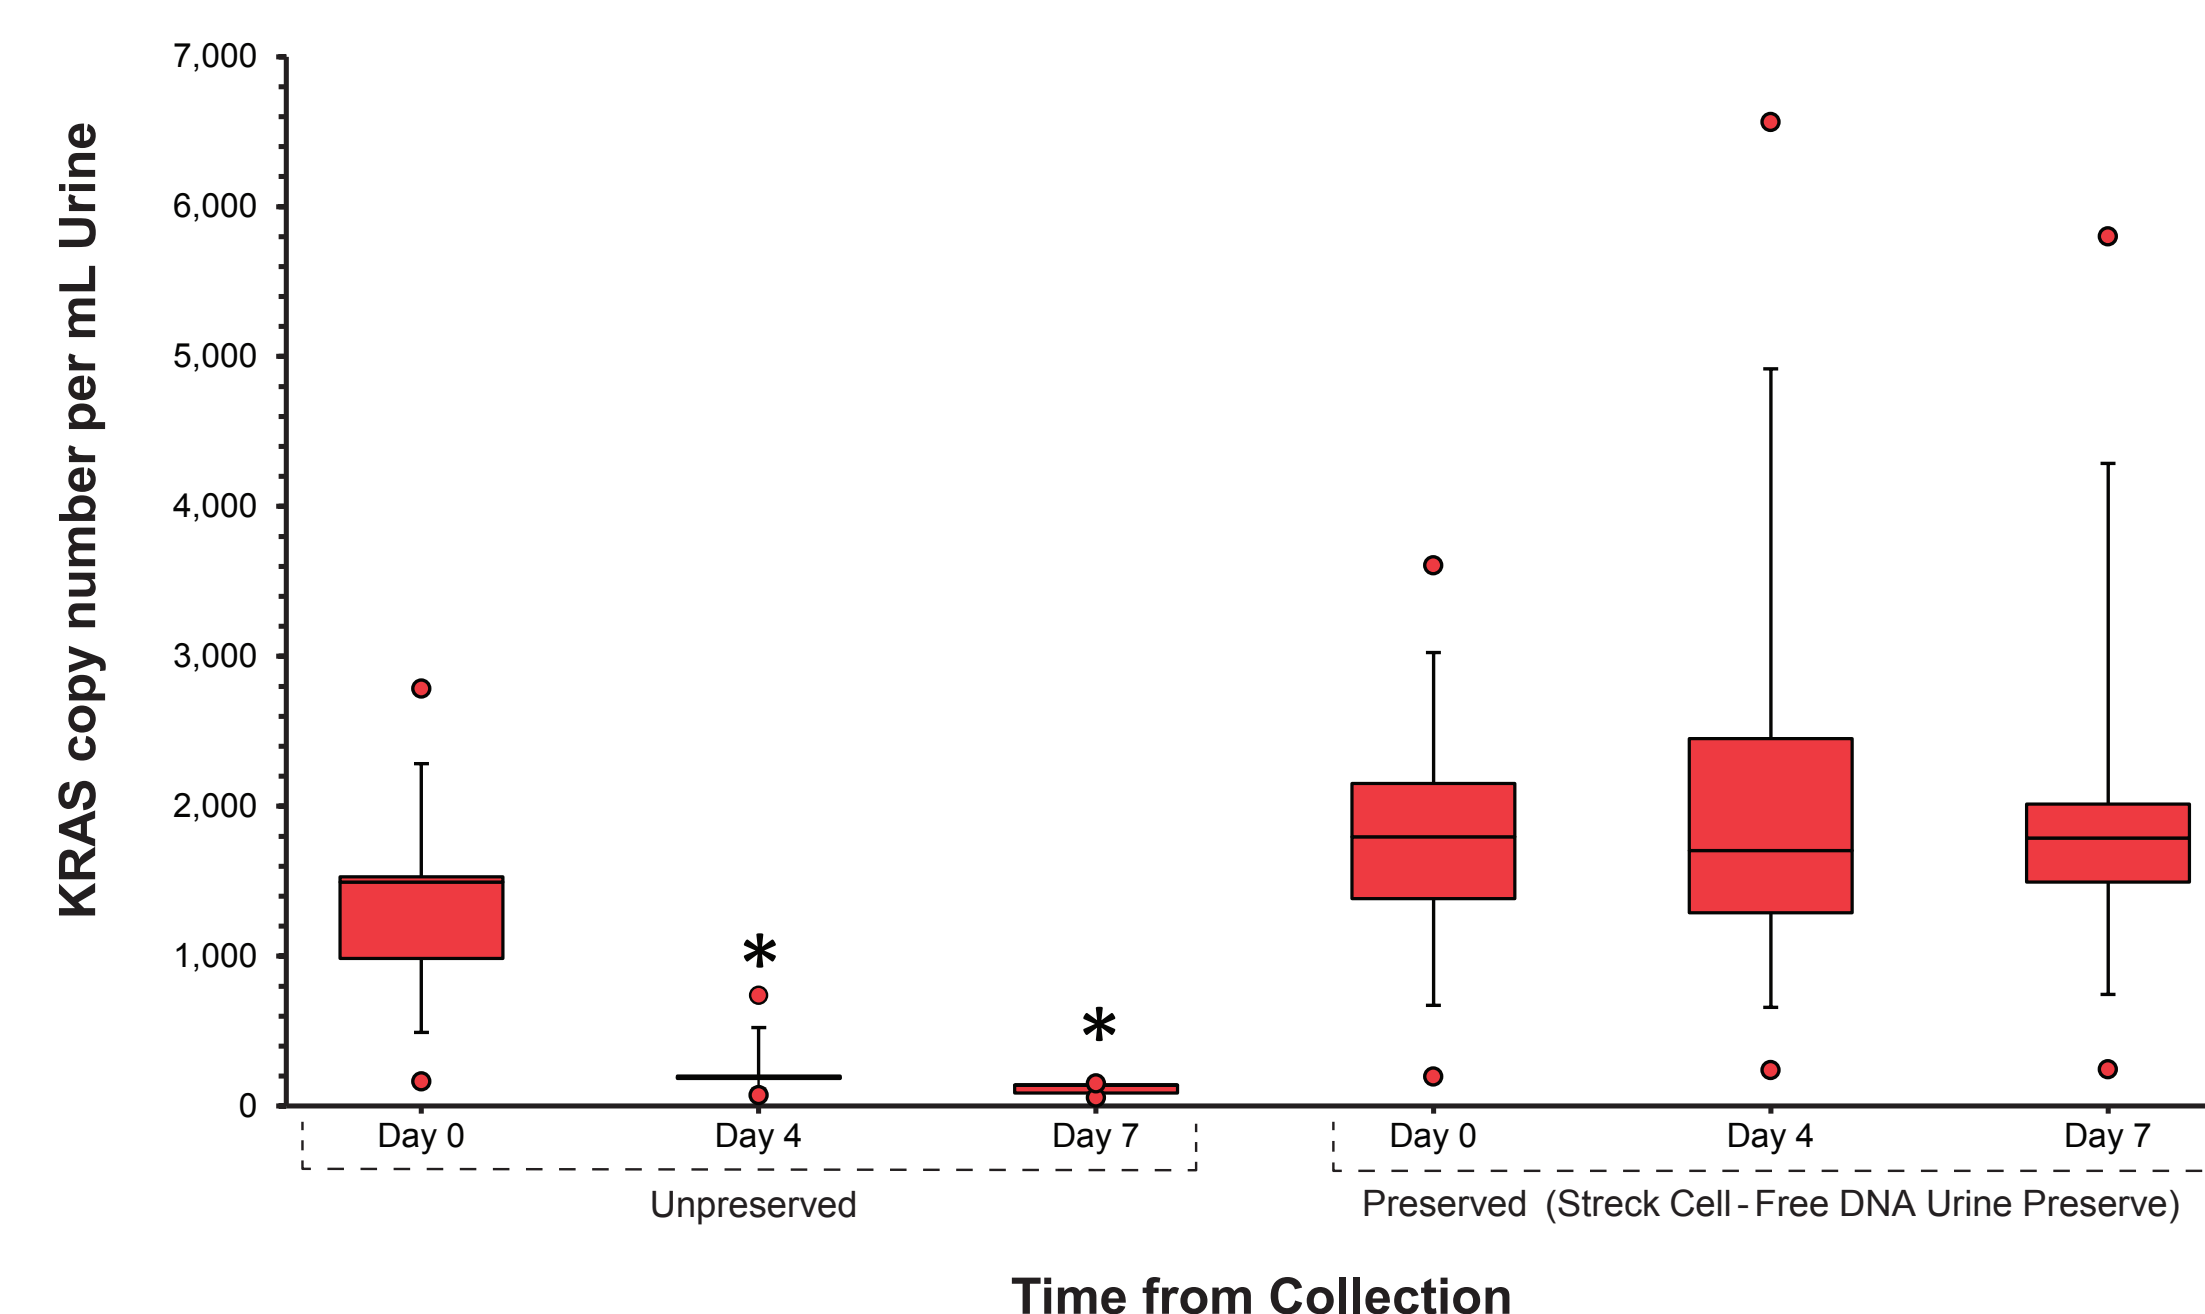 KRAS copy number per mL Urine
7,000
6,000
5,000
4,000
3,000
2,000
1,000
0
* *
Day 0 Day 4 Day 7 Day 0 Day 4 Day 7
Unpreserved Preserved (Streck Cell-Free DNA Urine Preserve)
Time from Collection